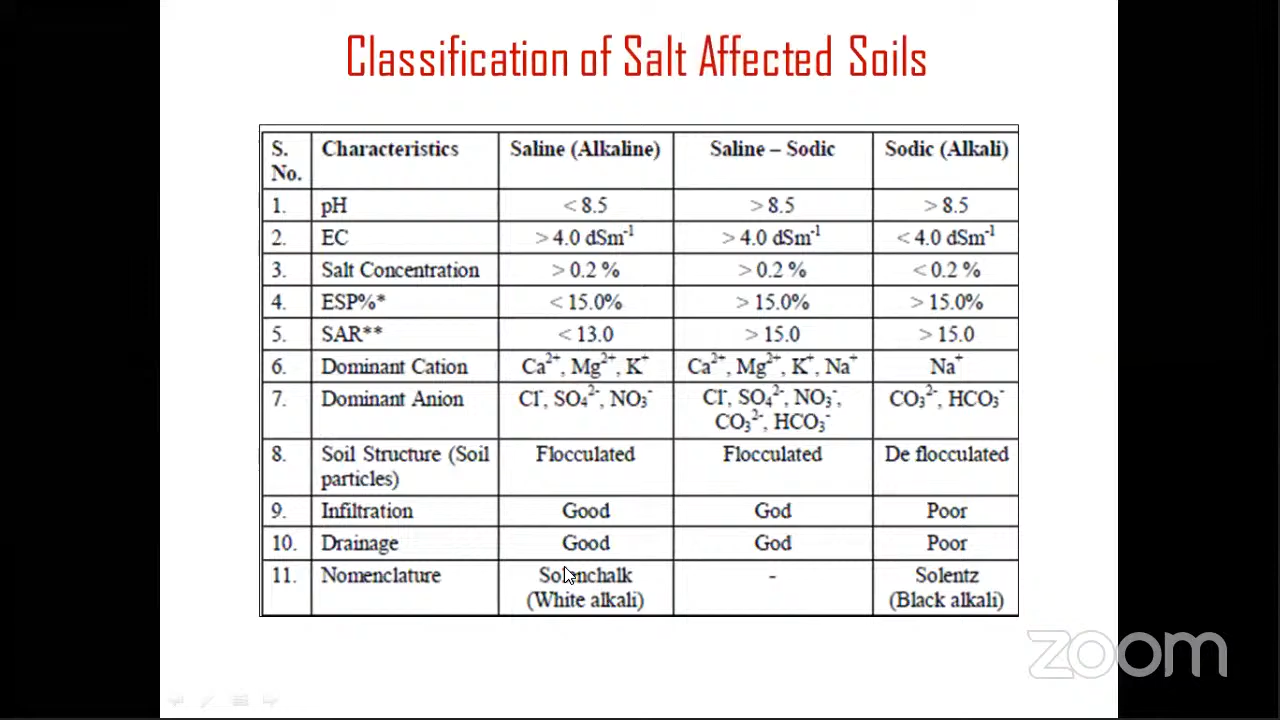 Classification of Salt Affected Soils
S. No. Characteristics Saline (Alkaline) Saline – Sodic Sodic (Alkali)
1. pH < 8.5 > 8.5 > 8.5
2. EC > 4.0 dSm⁻¹ > 4.0 dSm⁻¹ < 4.0 dSm⁻¹
3. Salt Concentration > 0.2 % > 0.2 % < 0.2 %
4. ESP%* < 15.0% > 15.0% > 15.0%
5. SAR** < 13.0 > 15.0 > 15.0
6. Dominant Cation Ca²⁺, Mg²⁺, K⁺ Ca²⁺, Mg²⁺, K⁺, Na⁺ Na⁺
7. Dominant Anion Cl⁻, SO₄²⁻, NO₃⁻ Cl⁻, SO₄²⁻, NO₃⁻, CO₃²⁻, HCO₃⁻ CO₃²⁻, HCO₃⁻
8. Soil Structure (Soil particles) Flocculated Flocculated De flocculated
9. Infiltration Good God Poor
10. Drainage Good God Poor
11. Nomenclature (White alkali) - Solentz (Black alkali)
zoom